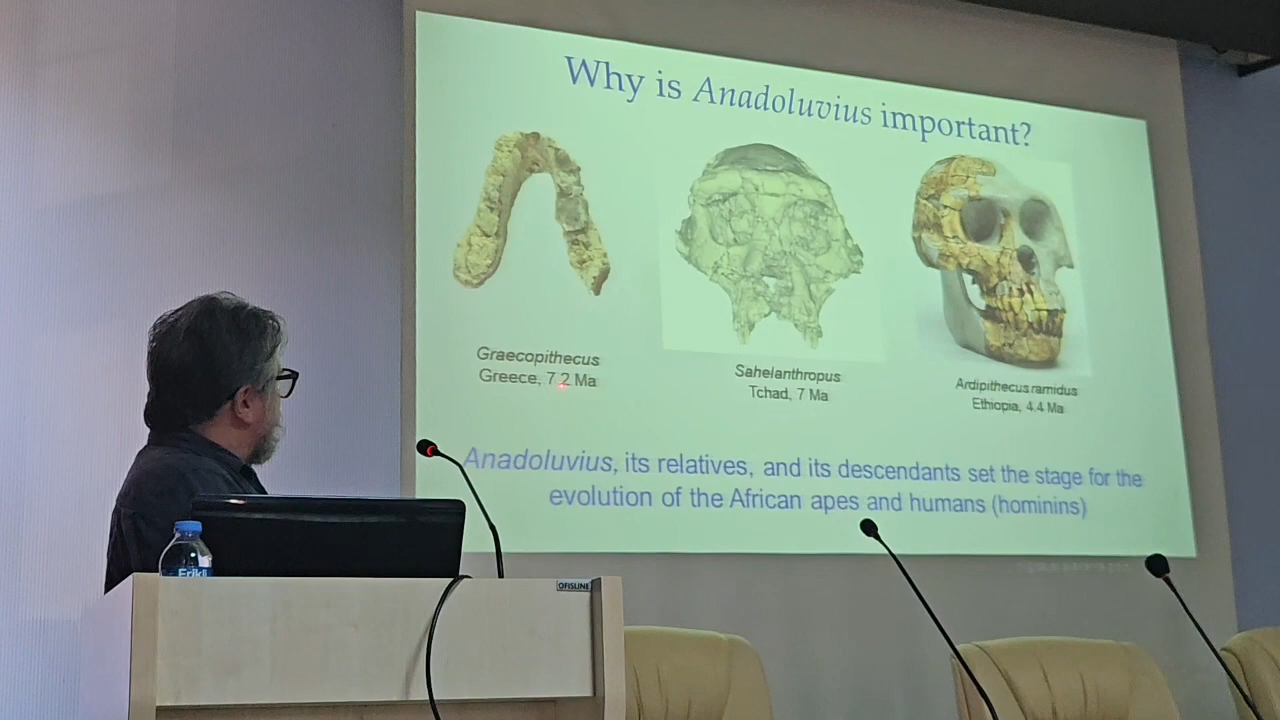 Why is Anadoluvius important?
Graecopithecus
Greece, 7.2 Ma
Sahelanthropus
Tchad, 7 Ma
Ardipithecus ramidus
Ethiopia, 4.4 Ma
Anadoluvius, its relatives, and its descendants set the stage for the
evolution of the African apes and humans (hominins)
Erikli
OFISLINE